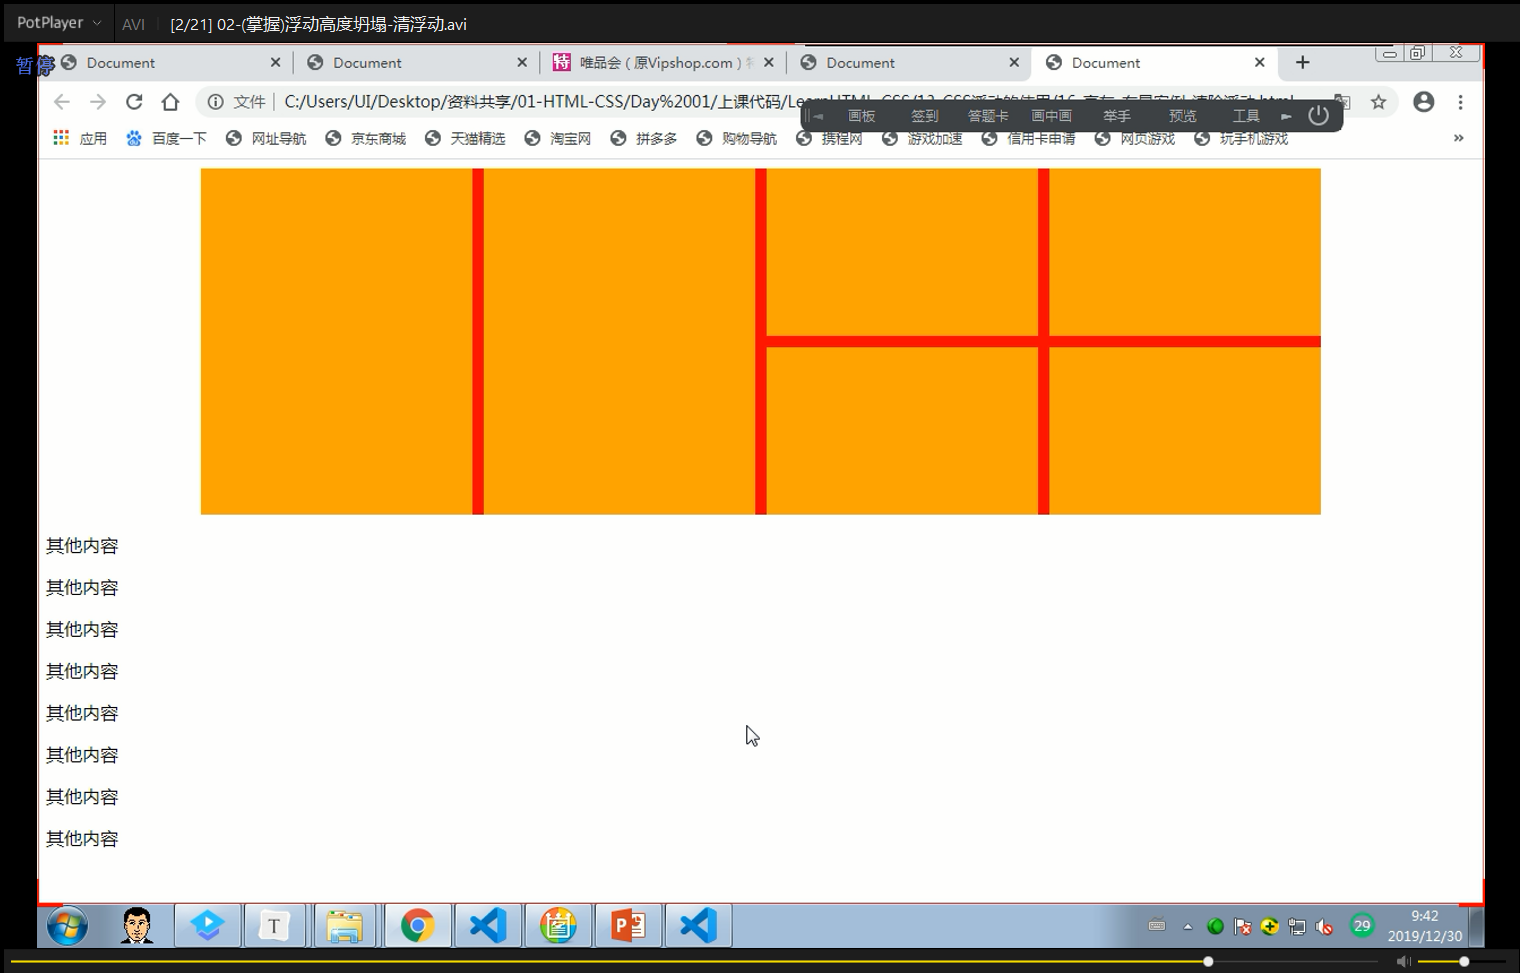 PotPlayer AVI [2/21] 02-(掌握)浮动高度坍塌-清浮动.avi
暂停
Document Document 唯品会 ( 原Vipshop.com ) Document Document
文件 C:/Users/UI/Desktop/资料共享/01-HTML-CSS/Day%2001/上课代码/LearnHTML_CSS/
画板 签到 答题卡 画中画 举手 预览 工具
应用 百度一下 网址导航 京东商城 天猫精选 淘宝网 拼多多 购物导航 携程网 游戏加速 信用卡申请 网页游戏 玩手机游戏 »
其他内容
其他内容
其他内容
其他内容
其他内容
其他内容
其他内容
其他内容
29
9:42
2019/12/30